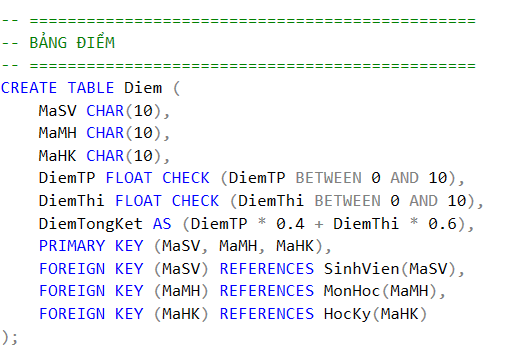 -- ===============================================
-- BẢNG ĐIỂM
-- ===============================================
CREATE TABLE Diem (
    MaSV CHAR(10),
    MaMH CHAR(10),
    MaHK CHAR(10),
    DiemTP FLOAT CHECK (DiemTP BETWEEN 0 AND 10),
    DiemThi FLOAT CHECK (DiemThi BETWEEN 0 AND 10),
    DiemTongKet AS (DiemTP * 0.4 + DiemThi * 0.6),
    PRIMARY KEY (MaSV, MaMH, MaHK),
    FOREIGN KEY (MaSV) REFERENCES SinhVien(MaSV),
    FOREIGN KEY (MaMH) REFERENCES MonHoc(MaMH),
    FOREIGN KEY (MaHK) REFERENCES HocKy(MaHK)
);